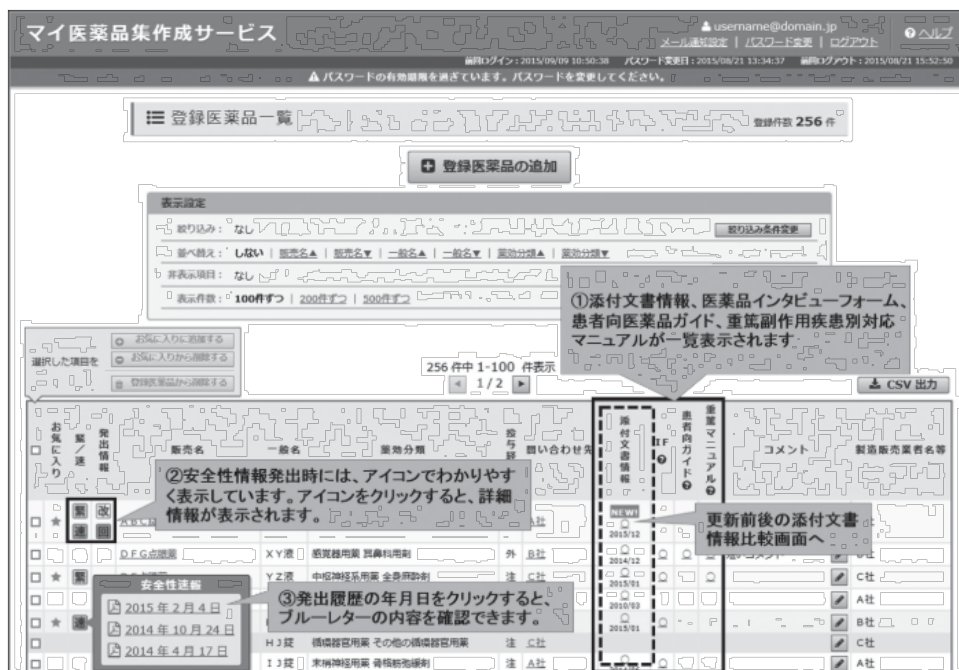 マイ医薬品集作成サービス
username@domain.jp
ヘルプ
メール通知設定 | パスワード変更 | ログアウト
前回ログイン：2015/09/09 10:50:38 パスワード変更日：2015/08/21 13:34:37 前回ログアウト：2015/08/21 15:52:50
パスワードの有効期限を過ぎています。パスワードを変更してください。
登録医薬品一覧
登録件数 256 件
登録医薬品の追加
表示設定
絞り込み： なし
絞り込み条件変更
並べ替え： しない | 販売名▲ | 販売名▼ | 一般名▲ | 一般名▼ | 薬効分類▲ | 薬効分類▼
非表示項目： なし
表示件数： 100件ずつ | 200件ずつ | 500件ずつ
①添付文書情報、医薬品インタビューフォーム、
患者向医薬品ガイド、重篤副作用疾患別対応
マニュアルが一覧表示されます
選択した項目を
お気に入りに追加する
お気に入りから削除する
登録医薬品から削除する
256 件中 1-100 件表示
1 / 2
CSV 出力
お気に入り
緊／速
発出情報
販売名
一般名
薬効分類
投与経
問い合わせ先
添付文書情報
IF
患者向ガイド
重篤マニュアル
コメント
製造販売業者名等
②安全性情報発出時には、アイコンでわかりやす
く表示しています。アイコンをクリックすると、詳細
情報が表示されます。
緊 改
速 回
A社
NEW!
2015/12
更新前後の添付文書
情報比較画面へ
DFG点眼薬 XY液 感覚器用薬 耳鼻科用剤 外 B社
2014/12
緊
YZ液 中枢神経系用薬 全身麻酔剤 注 C社
2015/01
C社
安全性速報
2015 年 2 月 4 日
2014 年 10 月 24 日
2014 年 4 月 17 日
③発出履歴の年月日をクリックすると、
ブルーレターの内容を確認できます。
2010/03
A社
速
2015/01
B社
HJ錠 循環器官用薬 その他の循環器官用薬 注 C社
C社
IJ錠 末梢神経用薬 骨格筋弛緩剤 注 A社
A社